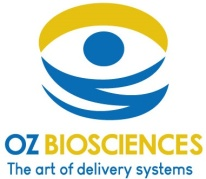 OZ BIOSCIENCES
The art of delivery systems